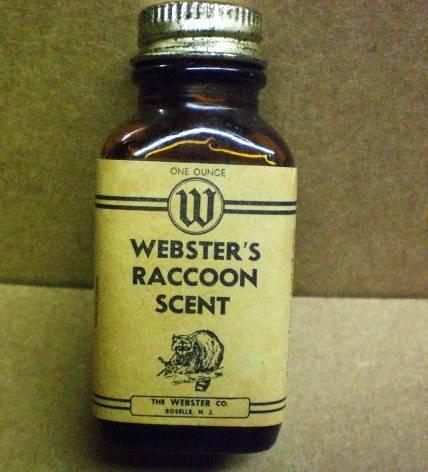 ONE OUNCE
W
WEBSTER'S
RACCOON
SCENT
THE WEBSTER CO.
ROSELLE, N. J.